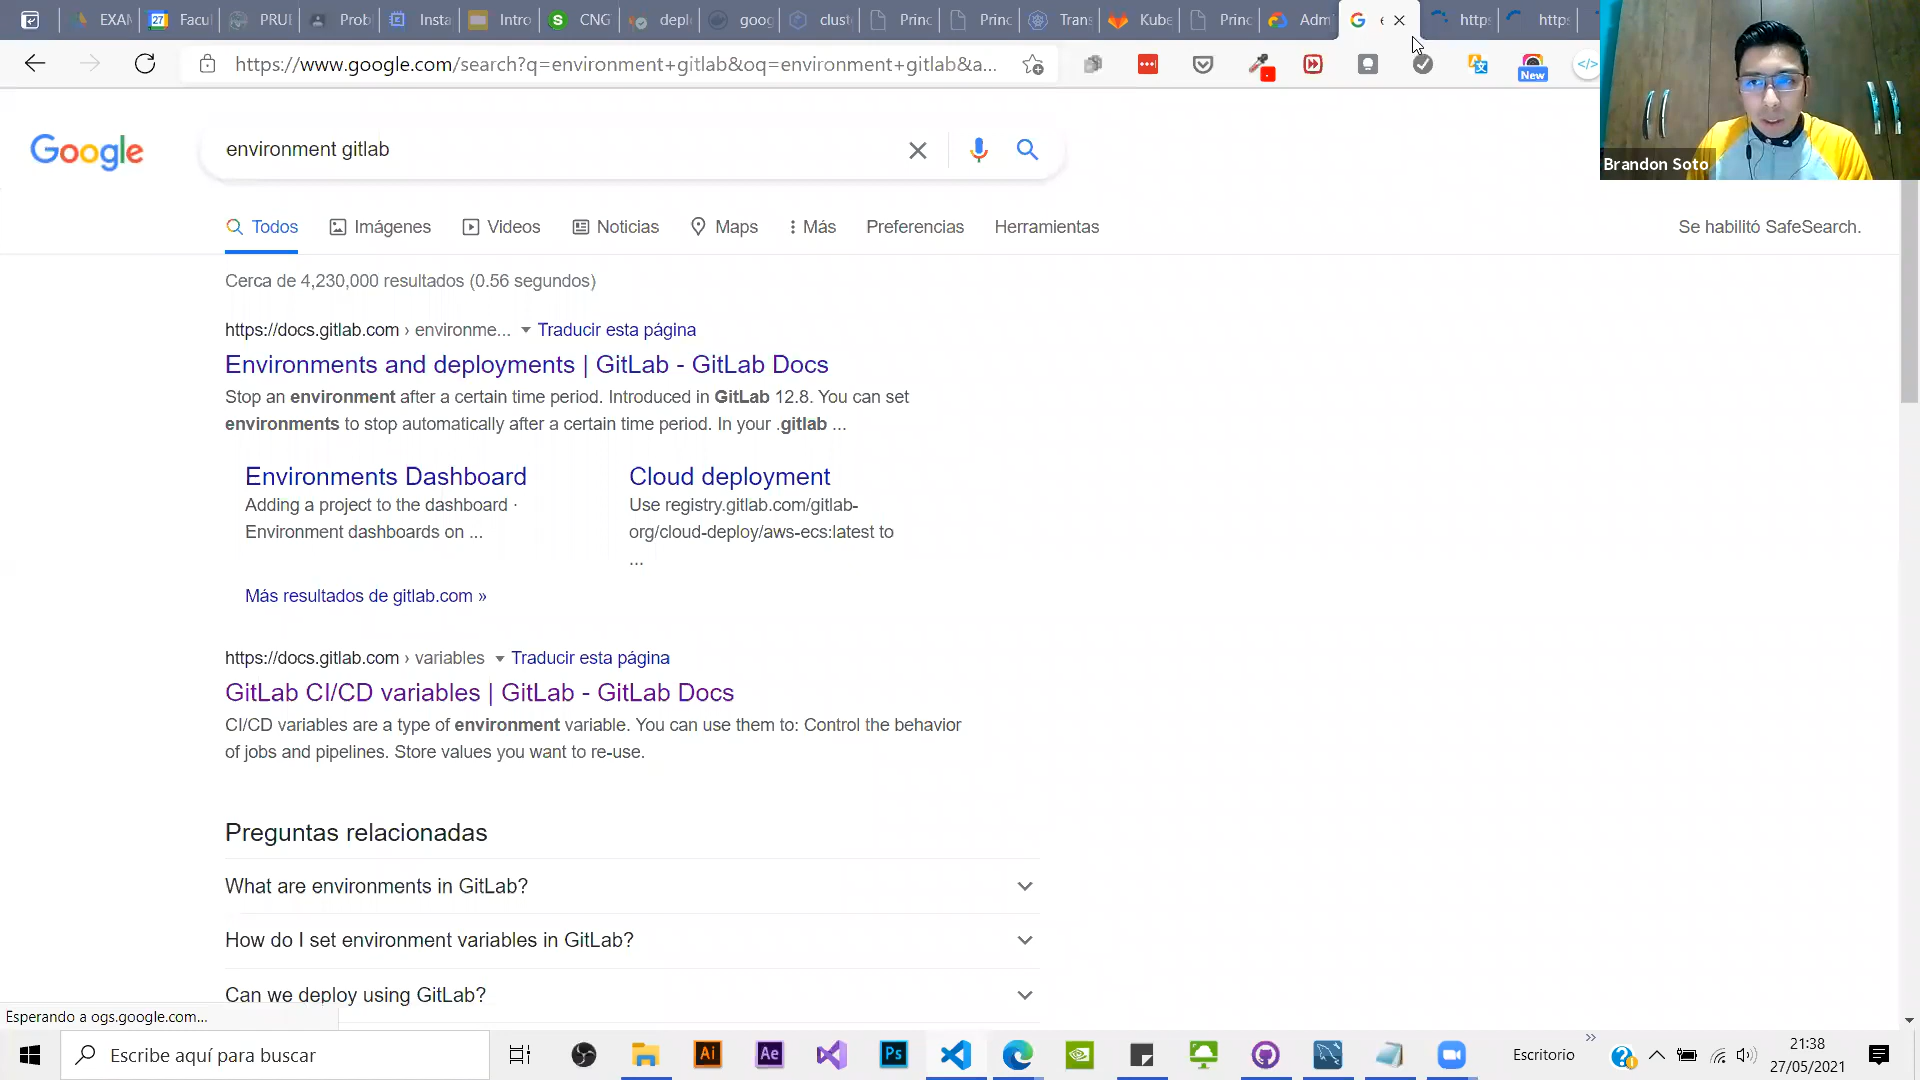 EXAM
27
Facul
PRUE
Prob
Insta
Intro
S
CNG
depl
goog
clust
Princ
Princ
Trans
Kube
Princ
Adm
https
https
https://www.google.com/search?q=environment+gitlab&oq=environment+gitlab&a...
New
Brandon Soto
Google
environment gitlab
Todos
Imágenes
Videos
Noticias
Maps
Más
Preferencias
Herramientas
Se habilitó SafeSearch.
Cerca de 4,230,000 resultados (0.56 segundos)
https://docs.gitlab.com › environme... Traducir esta página
Environments and deployments | GitLab - GitLab Docs
Stop an environment after a certain time period. Introduced in GitLab 12.8. You can set
environments to stop automatically after a certain time period. In your .gitlab ...
Environments Dashboard
Adding a project to the dashboard ·
Environment dashboards on ...
Cloud deployment
Use registry.gitlab.com/gitlab-
org/cloud-deploy/aws-ecs:latest to
...
Más resultados de gitlab.com »
https://docs.gitlab.com › variables Traducir esta página
GitLab CI/CD variables | GitLab - GitLab Docs
CI/CD variables are a type of environment variable. You can use them to: Control the behavior
of jobs and pipelines. Store values you want to re-use.
Preguntas relacionadas
What are environments in GitLab?
How do I set environment variables in GitLab?
Can we deploy using GitLab?
Esperando a ogs.google.com...
Escribe aquí para buscar
Ai
Ae
Ps
Escritorio
21:38
27/05/2021